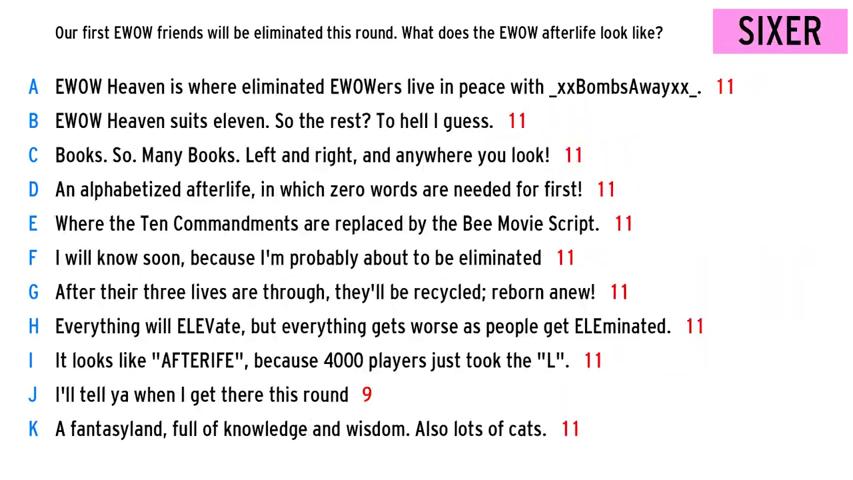 Our first EWOW friends will be eliminated this round. What does the EWOW afterlife look like?
SIXER
A EWOW Heaven is where eliminated EWOWers live in peace with _xxBombsAwayxx_. 11
B EWOW Heaven suits eleven. So the rest? To hell I guess. 11
C Books. So. Many Books. Left and right, and anywhere you look! 11
D An alphabetized afterlife, in which zero words are needed for first! 11
E Where the Ten Commandments are replaced by the Bee Movie Script. 11
F I will know soon, because I'm probably about to be eliminated 11
G After their three lives are through, they'll be recycled; reborn anew! 11
H Everything will ELEVate, but everything gets worse as people get ELEminated. 11
I It looks like "AFTERIFE", because 4000 players just took the "L". 11
J I'll tell ya when I get there this round 9
K A fantasyland, full of knowledge and wisdom. Also lots of cats. 11